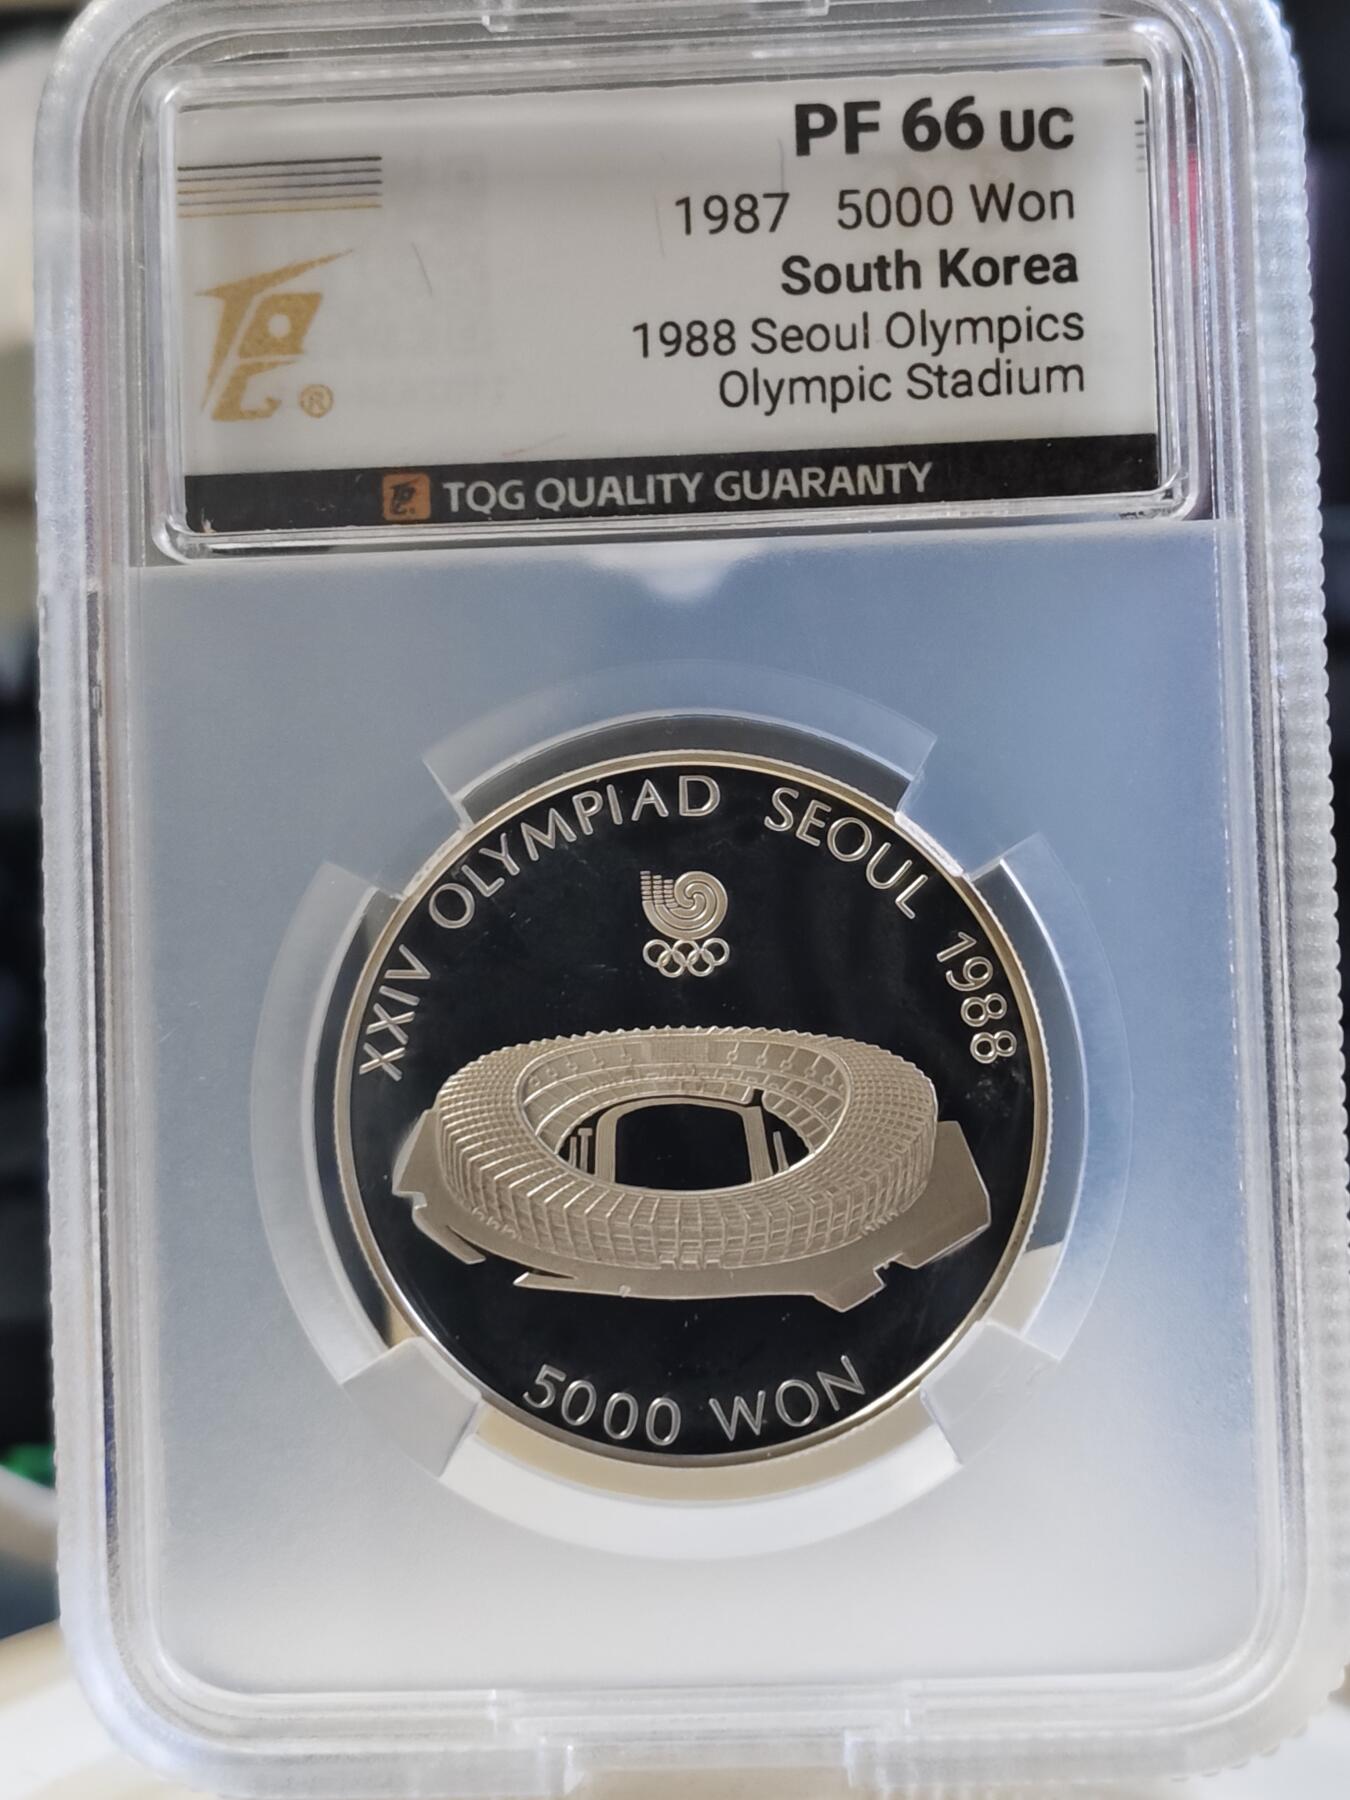 PF 66 UC
1987 5000 Won
South Korea
1988 Seoul Olympics
Olympic Stadium
®
TQG QUALITY GUARANTY
XXIV OLYMPIAD SEOUL 1988
5000 WON